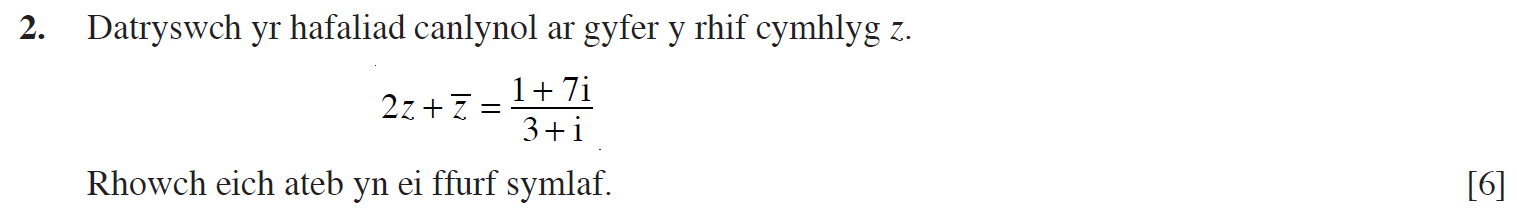 2. Datryswch yr hafaliad canlynol ar gyfer y rhif cymhlyg z.
2z + z̅ = (1 + 7i)/(3 + i)
Rhowch eich ateb yn ei ffurf symlaf. [6]